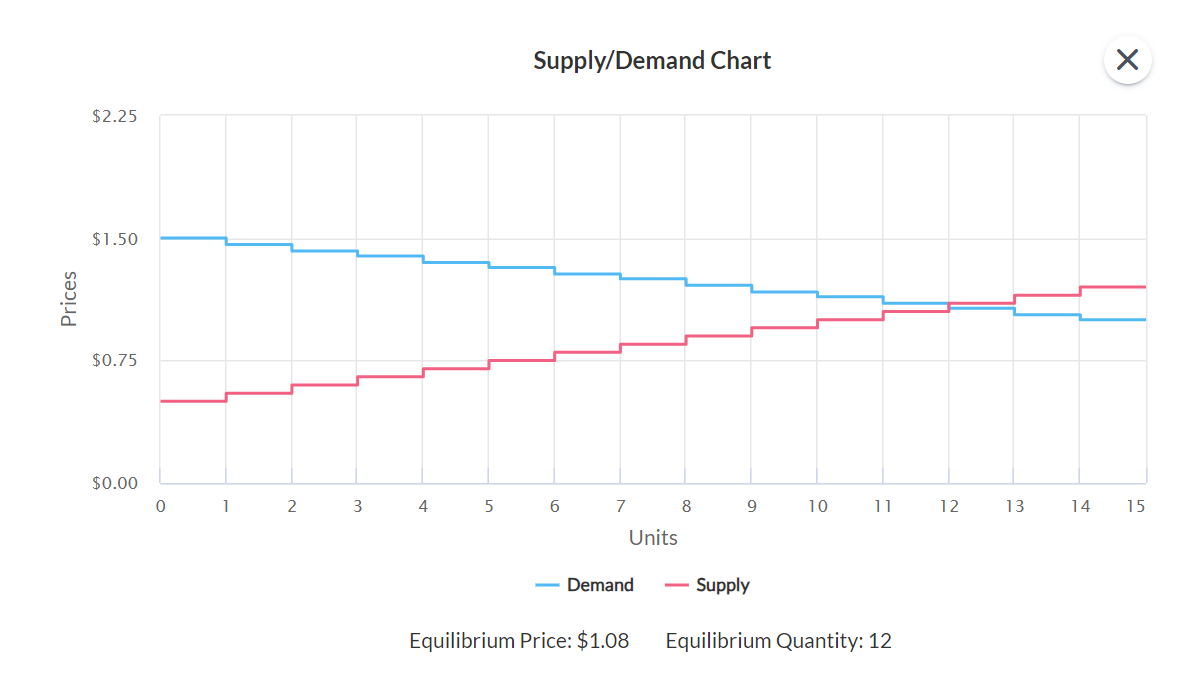 Supply/Demand Chart
$2.25
$1.50
$0.75
$0.00
Prices
0 1 2 3 4 5 6 7 8 9 10 11 12 13 14 15
Units
Demand Supply
Equilibrium Price: $1.08 Equilibrium Quantity: 12